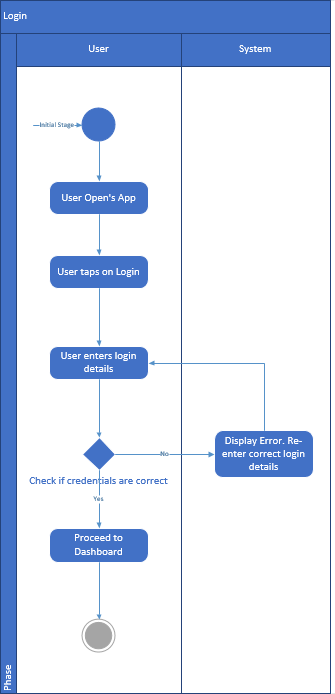 Login
User
System
Initial Stage
User Open's App
User taps on Login
User enters login
details
No
Display Error. Re-
enter correct login
details
Check if credentials are correct
Yes
Proceed to
Dashboard
Phase